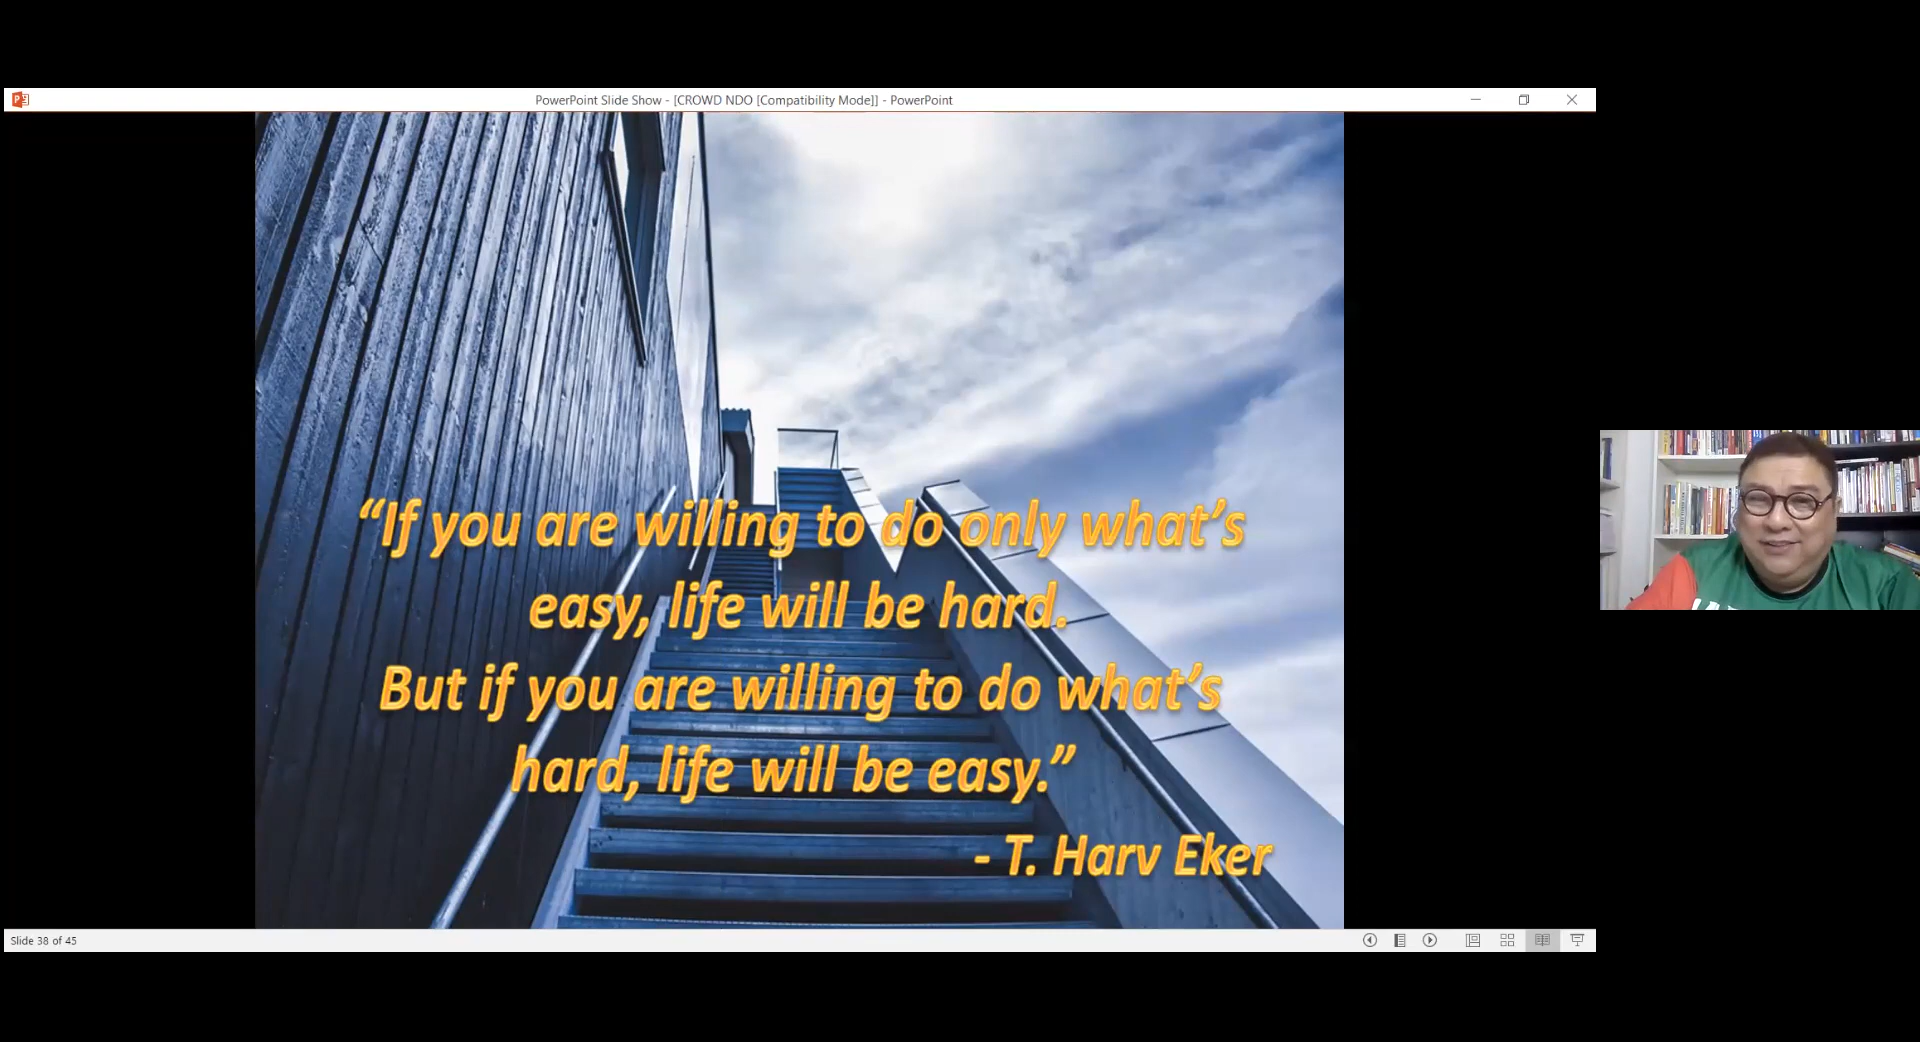 PowerPoint Slide Show - [CROWD NDO [Compatibility Mode]] - PowerPoint
“If you are willing to do only what’s
easy, life will be hard.
But if you are willing to do what’s
hard, life will be easy.”
- T. Harv Eker
Slide 38 of 45